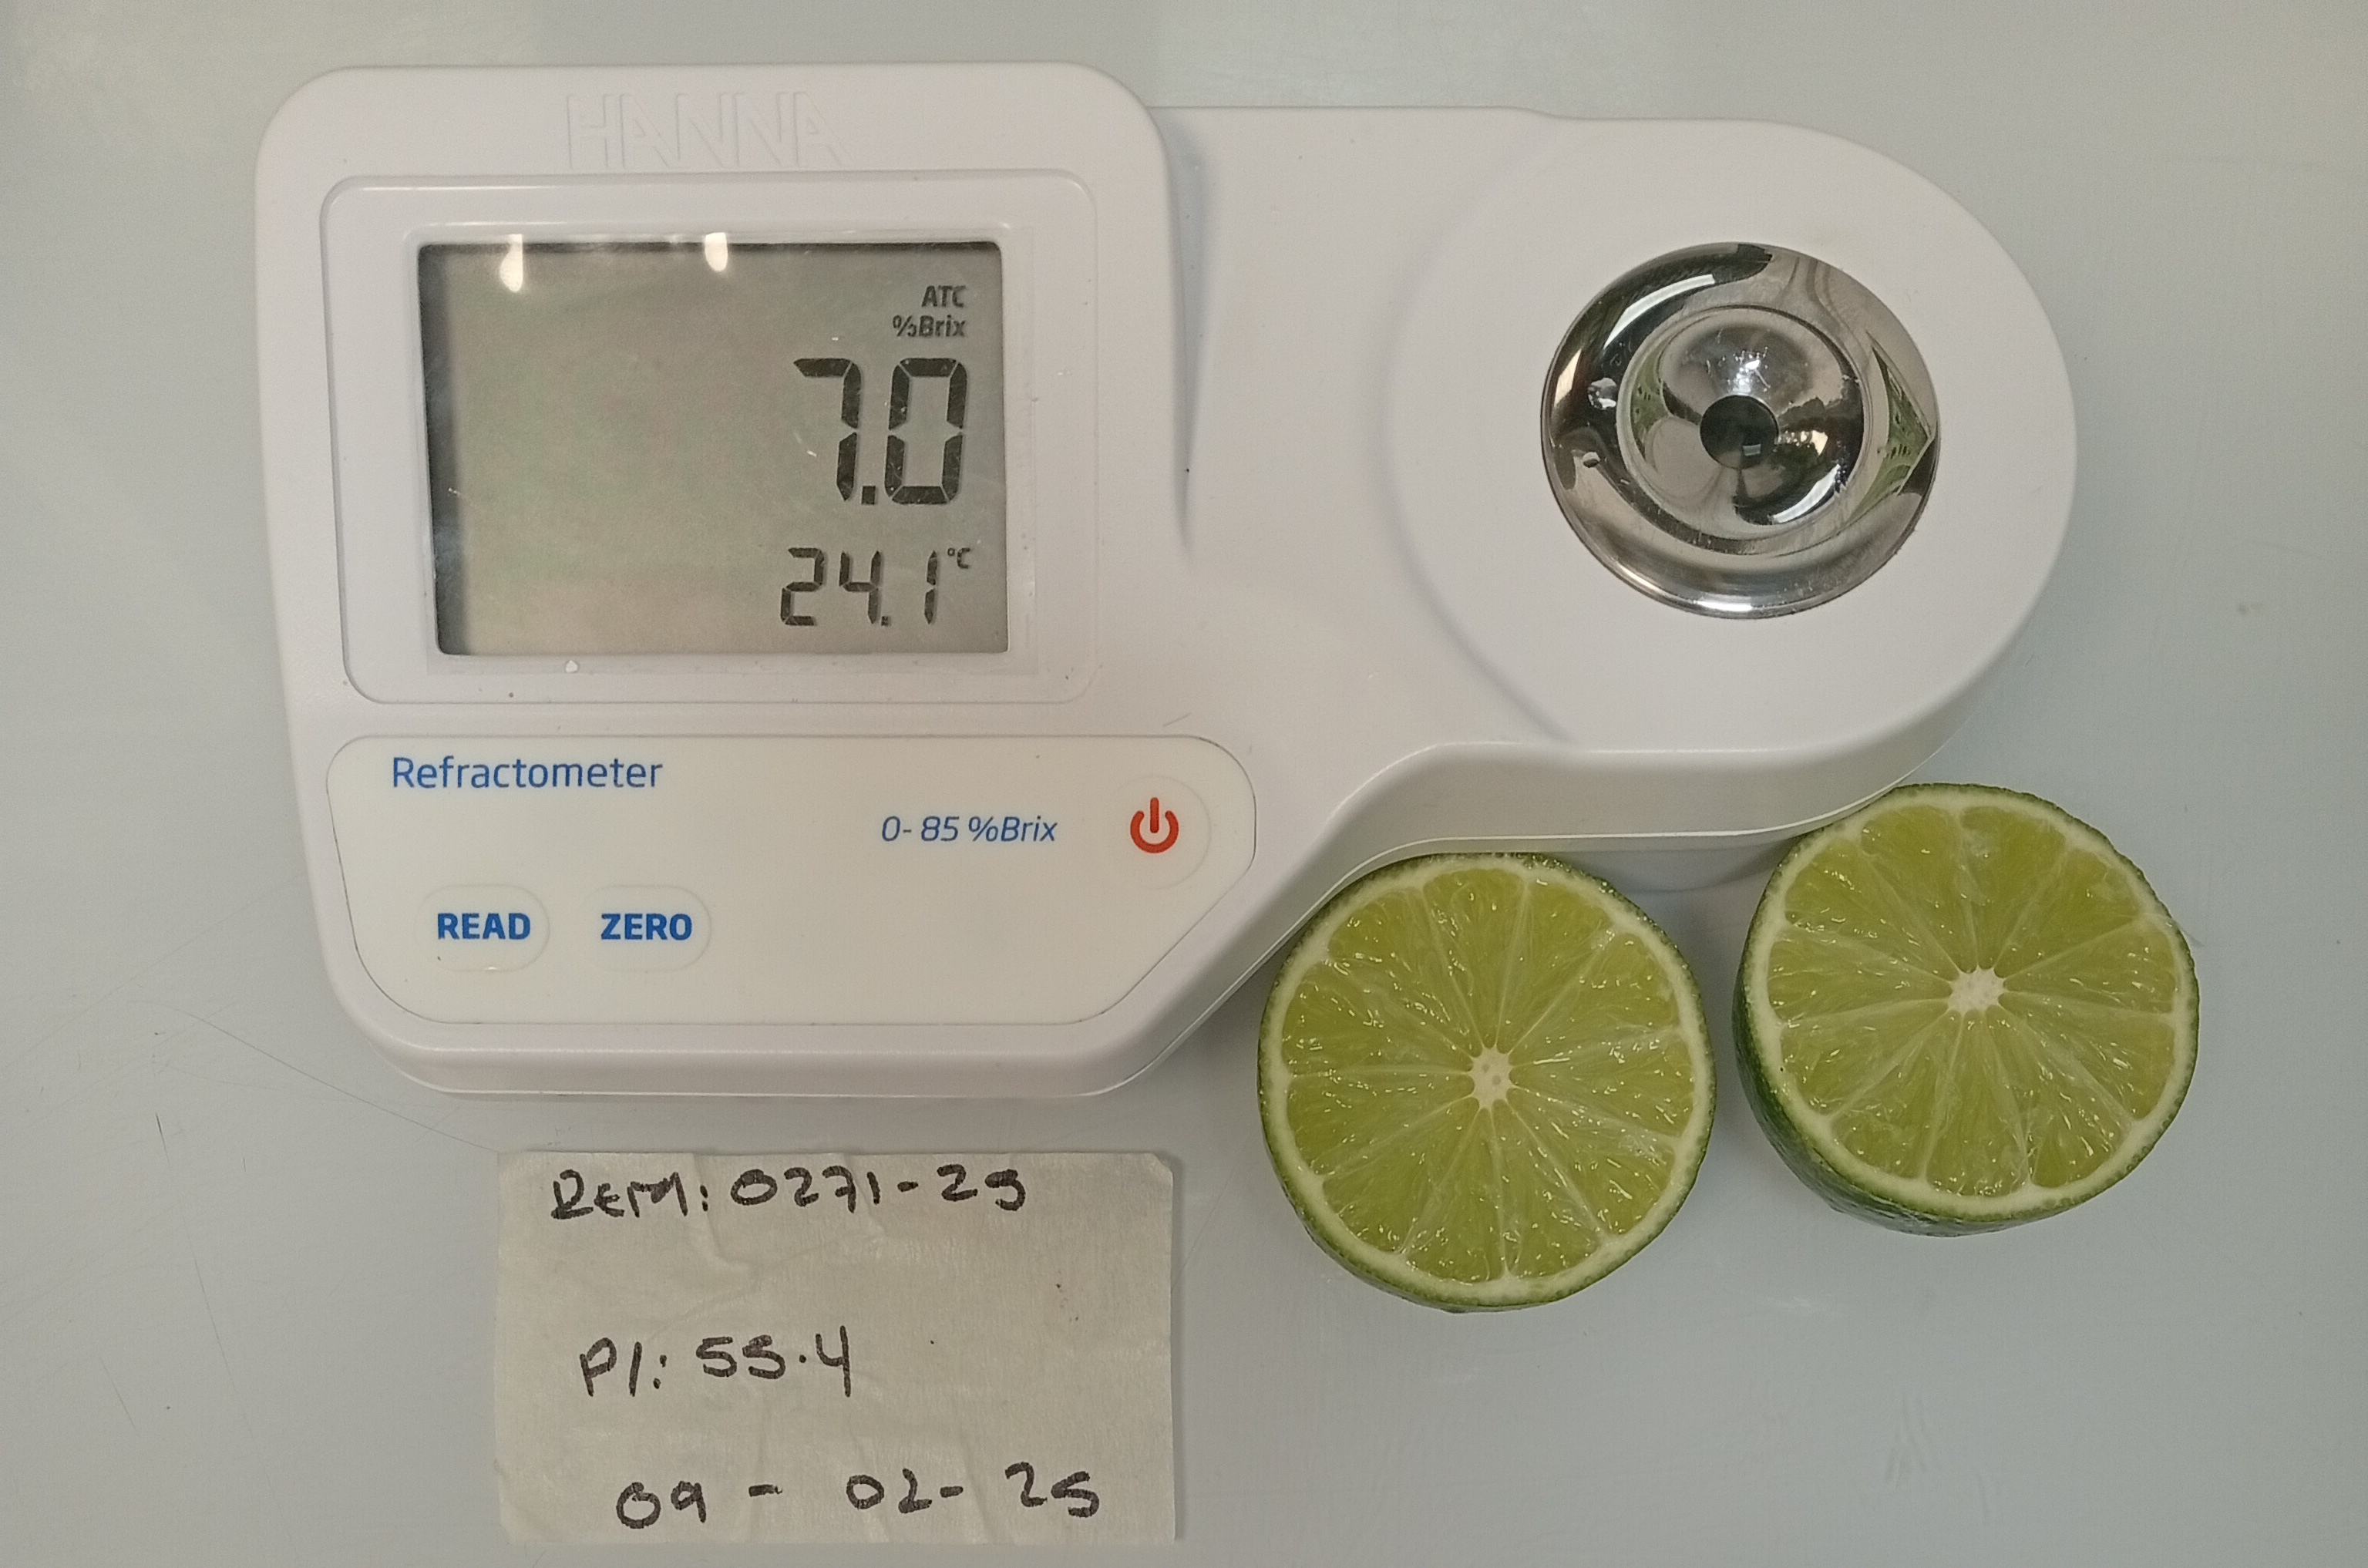 HANNA
ATC
%Brix
7.0
24.1°C
Refractometer
0-85 %Brix
READ
ZERO
REM: 0271-25
P/: 55.4
09 - 02 - 25